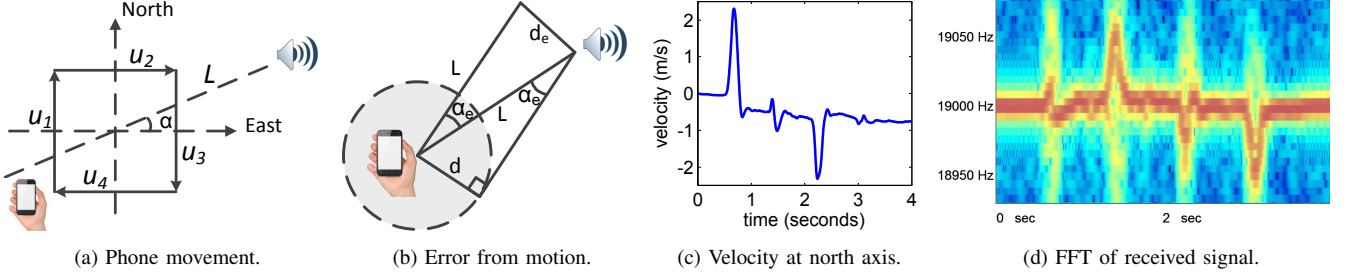 North
u2
L
u1
α
East
u3
u4
(a) Phone movement.
de
L
αe
αe
L
d
(b) Error from motion.
velocity (m/s)
2
1
0
-1
-2
0 1 2 3 4
time (seconds)
(c) Velocity at north axis.
19050 Hz
19000 Hz
18950 Hz
0 sec 2 sec
(d) FFT of received signal.